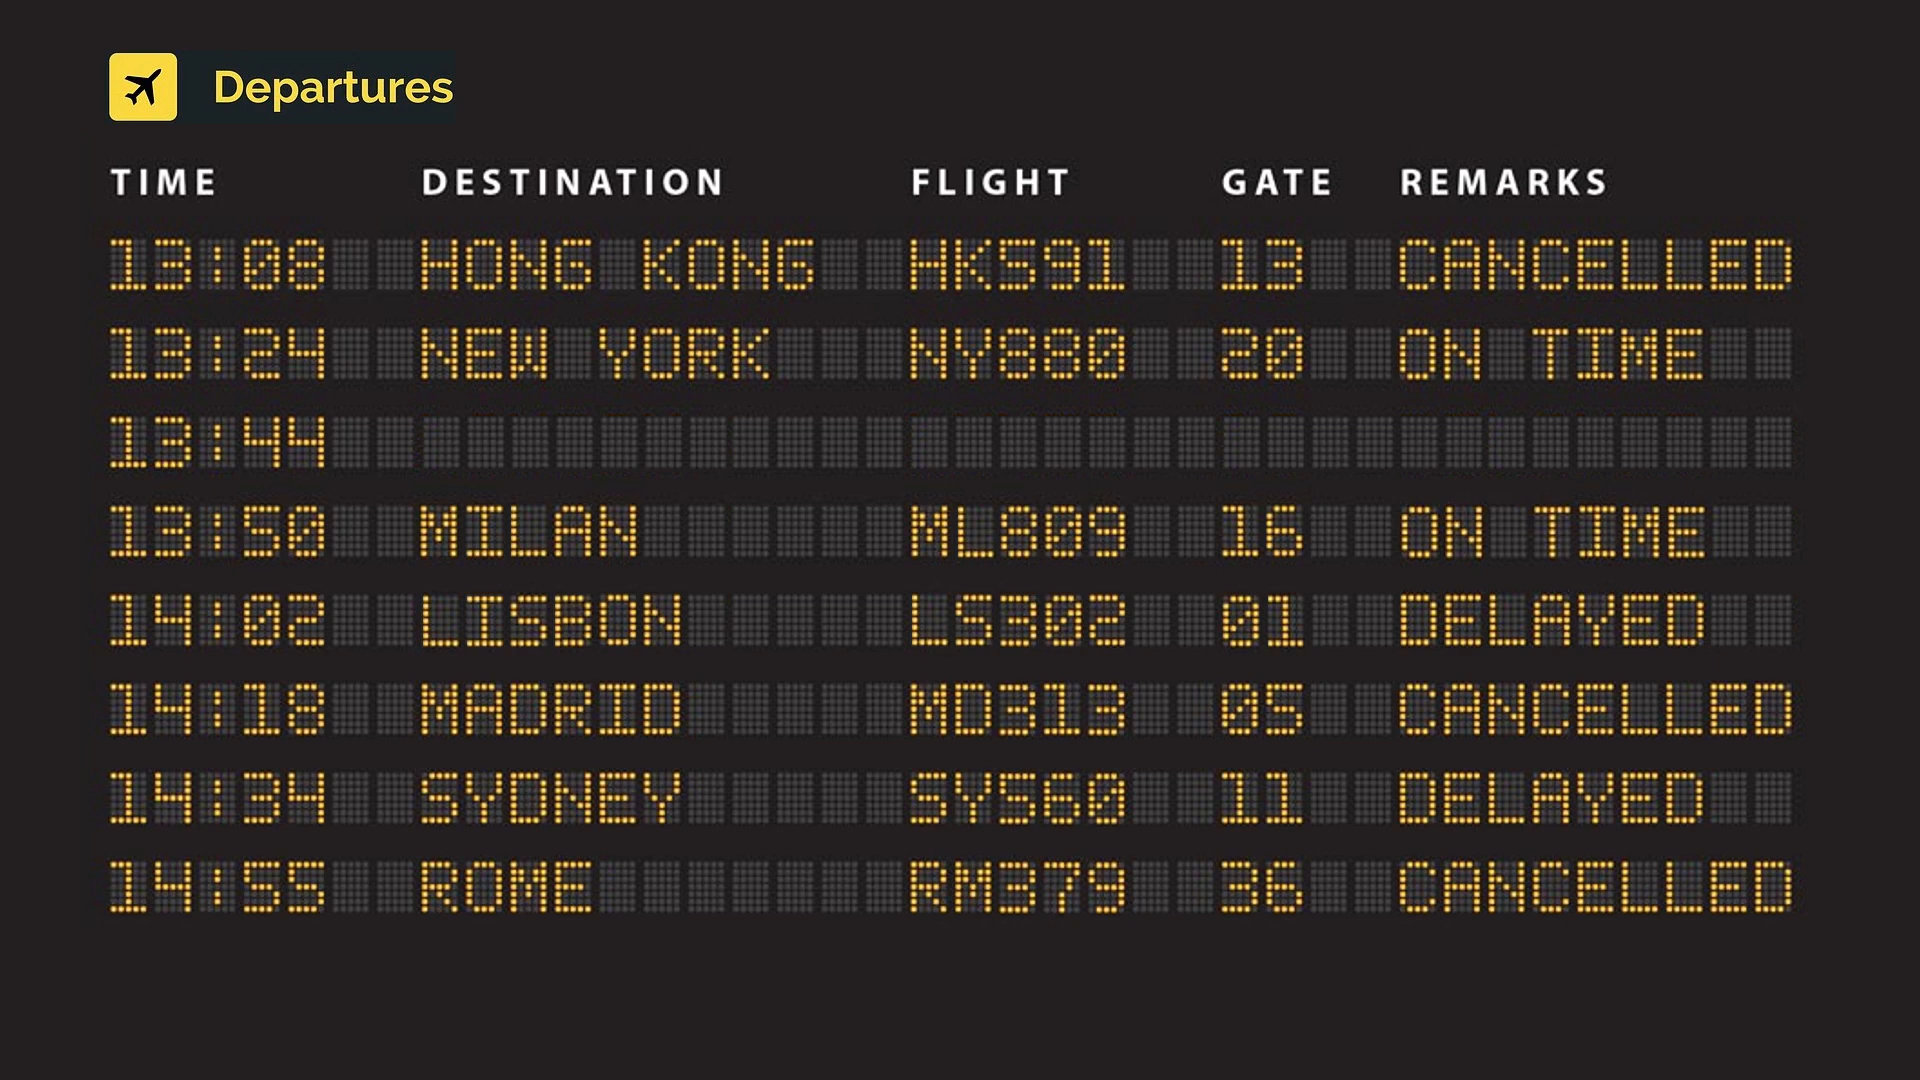 Departures
TIME DESTINATION FLIGHT GATE REMARKS
13:08 HONG KONG HK591 13 CANCELLED
13:24 NEW YORK NY880 20 ON TIME
13:44
13:50 MILAN ML809 16 ON TIME
14:02 LISBON LS302 01 DELAYED
14:18 MADRID MD313 05 CANCELLED
14:34 SYDNEY SY560 11 DELAYED
14:55 ROME RM379 36 CANCELLED